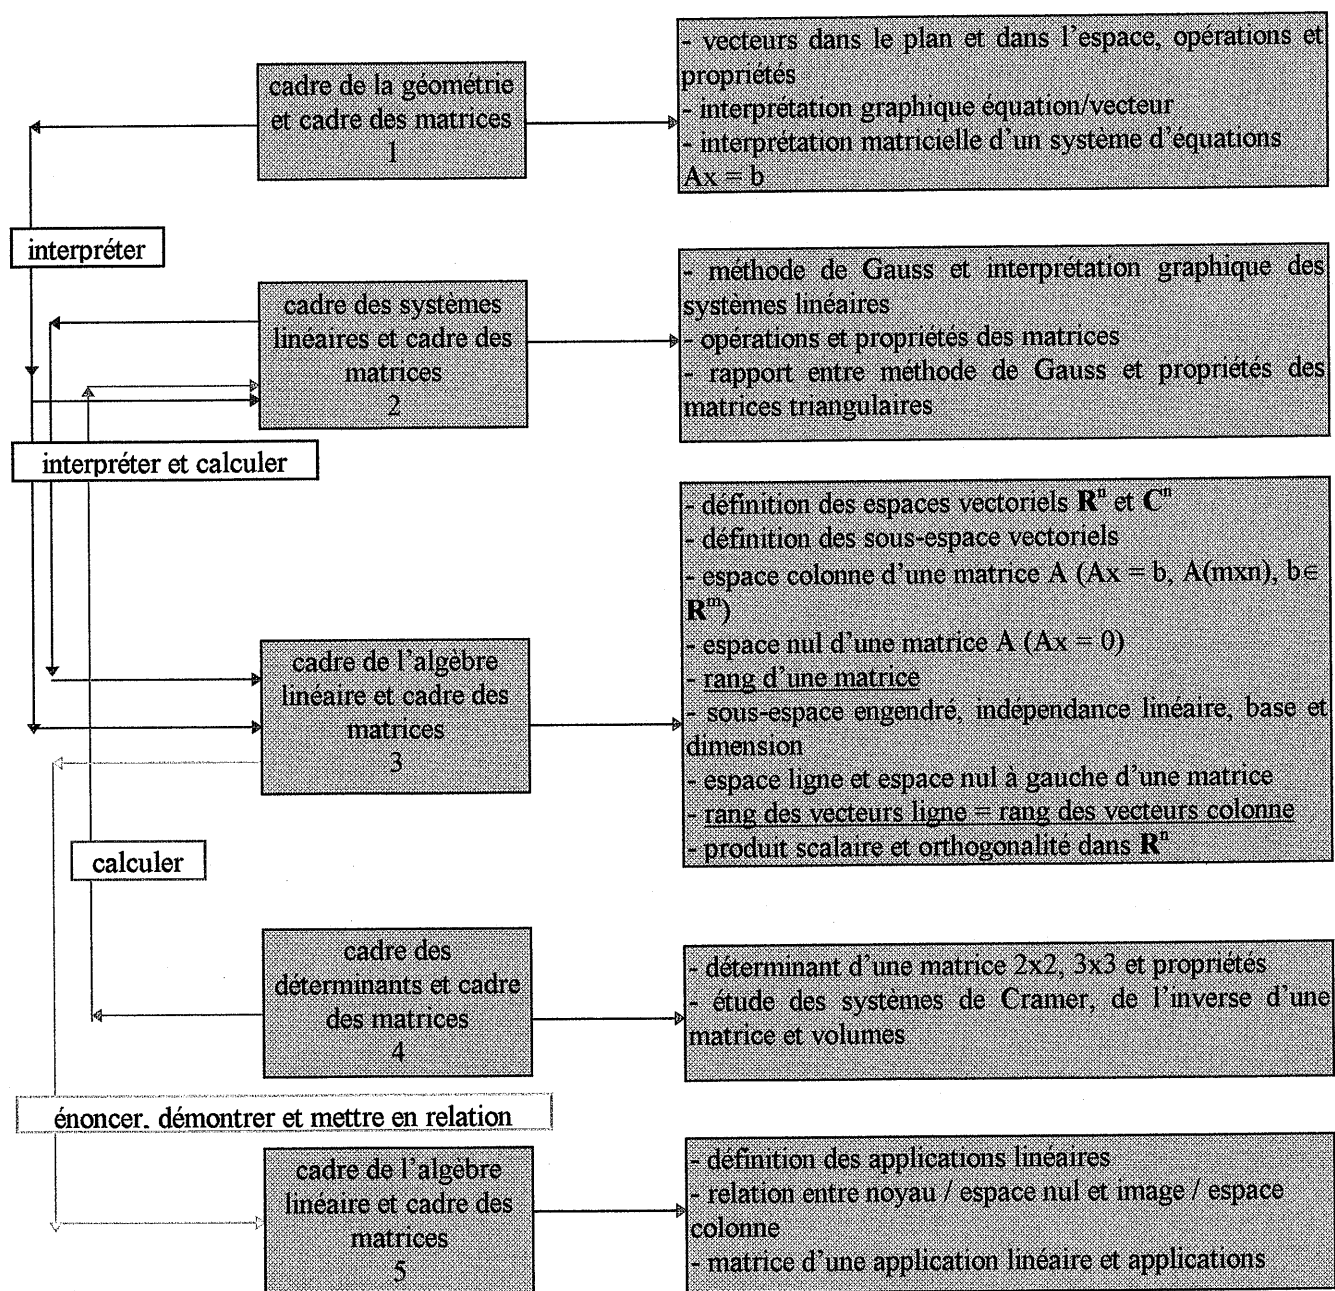 cadre de la géométrie
et cadre des matrices
1
- vecteurs dans le plan et dans l'espace, opérations et
propriétés
- interprétation graphique équation/vecteur
- interprétation matricielle d'un système d'équations
Ax = b
interpréter
cadre des systèmes
linéaires et cadre des
matrices
2
- méthode de Gauss et interprétation graphique des
systèmes linéaires
- opérations et propriétés des matrices
- rapport entre méthode de Gauss et propriétés des
matrices triangulaires
interpréter et calculer
cadre de l'algèbre
linéaire et cadre des
matrices
3
- définition des espaces vectoriels Rⁿ et Cⁿ
- définition des sous-espace vectoriels
- espace colonne d'une matrice A (Ax = b, A(mxn), b∈
Rᵐ)
- espace nul d'une matrice A (Ax = 0)
- rang d'une matrice
- sous-espace engendré, indépendance linéaire, base et
dimension
- espace ligne et espace nul à gauche d'une matrice
- rang des vecteurs ligne = rang des vecteurs colonne
- produit scalaire et orthogonalité dans Rⁿ
calculer
cadre des
déterminants et cadre
des matrices
4
- déterminant d'une matrice 2x2, 3x3 et propriétés
- étude des systèmes de Cramer, de l'inverse d'une
matrice et volumes
énoncer, démontrer et mettre en relation
cadre de l'algèbre
linéaire et cadre des
matrices
5
- définition des applications linéaires
- relation entre noyau / espace nul et image / espace
colonne
- matrice d'une application linéaire et applications